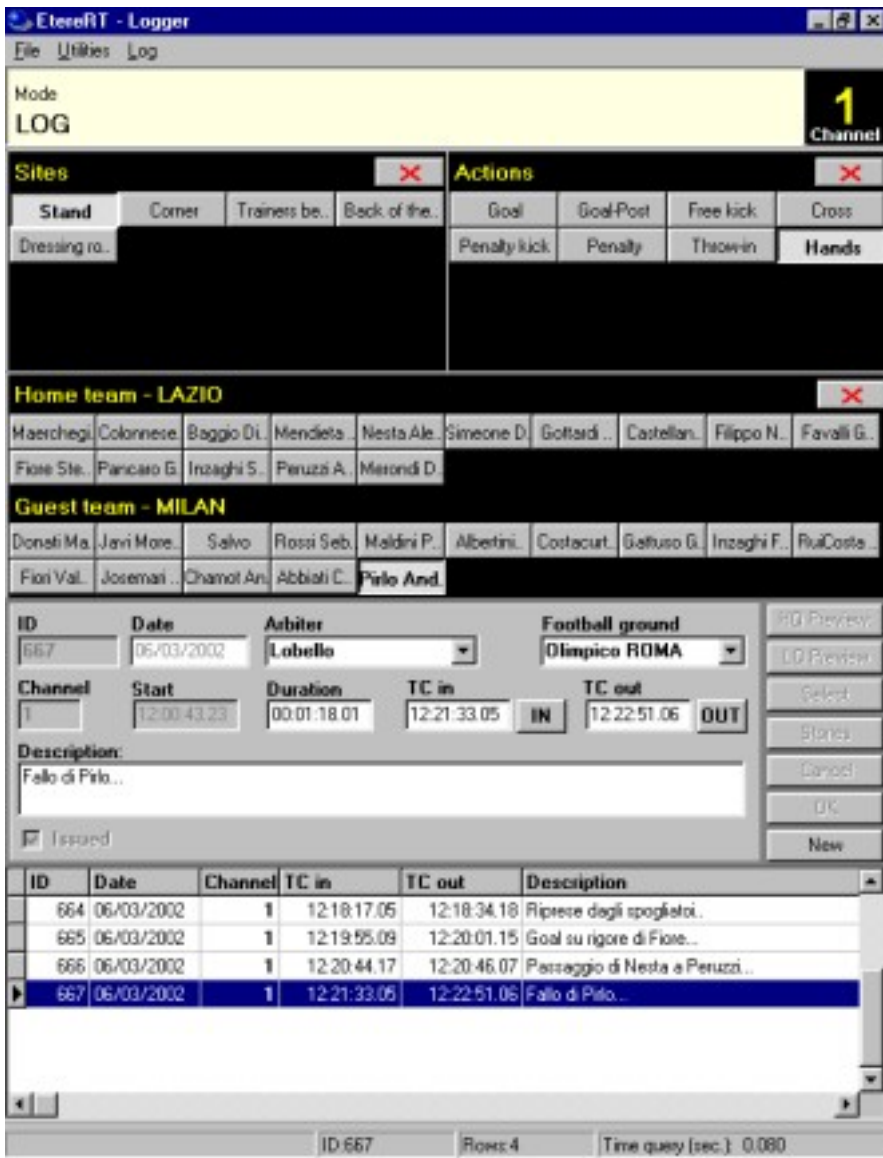 EtereRT - Logger
File Utilities Log
Mode
LOG
1
Channel
Sites
Actions
Stand Corner Trainers be.. Back of the..
Goal Goal-Post Free kick Cross
Dressing ro..
Penalty kick Penalty Throw-in Hands
Home team - LAZIO
Maerchegi. Colonnese. Baggio Di.. Mendieta .. Nesta Ale.. Simeone D. Gottardi .. Castellan.. Filippo N.. Favalli G..
Fiore Ste.. Pancaro G. Inzaghi S.. Peruzzi A.. Merondi D.
Guest team - MILAN
Donati Ma. Javi More.. Salvo Rossi Seb. Maldini P.. Albertini.. Costacurt.. Gattuso G. Inzaghi F.. RuiCosta ..
Fiori Val.. Josemari .. Chamot An. Abbiati C.. Pirlo And.
ID Date Arbiter Football ground
667 06/03/2002 Lobello Olimpico ROMA
HQ Preview
LQ Preview
Channel Start Duration TC in TC out
1 12:00:43.23 00:01:18.01 12:21:33.05 IN 12:22:51.06 OUT
Select
Stories
Description:
Fallo di Pirlo...
Cancel
OK
Issued
New
ID Date Channel TC in TC out Description
664 06/03/2002 1 12:18:17.05 12:18:34.18 Riprese dagli spogliatoi..
665 06/03/2002 1 12:19:55.09 12:20:01.15 Goal su rigore di Fiore...
666 06/03/2002 1 12:20:44.17 12:20:46.07 Passaggio di Nesta a Peruzzi...
667 06/03/2002 1 12:21:33.05 12:22:51.06 Fallo di Pirlo...
ID:667 Rows:4 Time query (sec.): 0.080